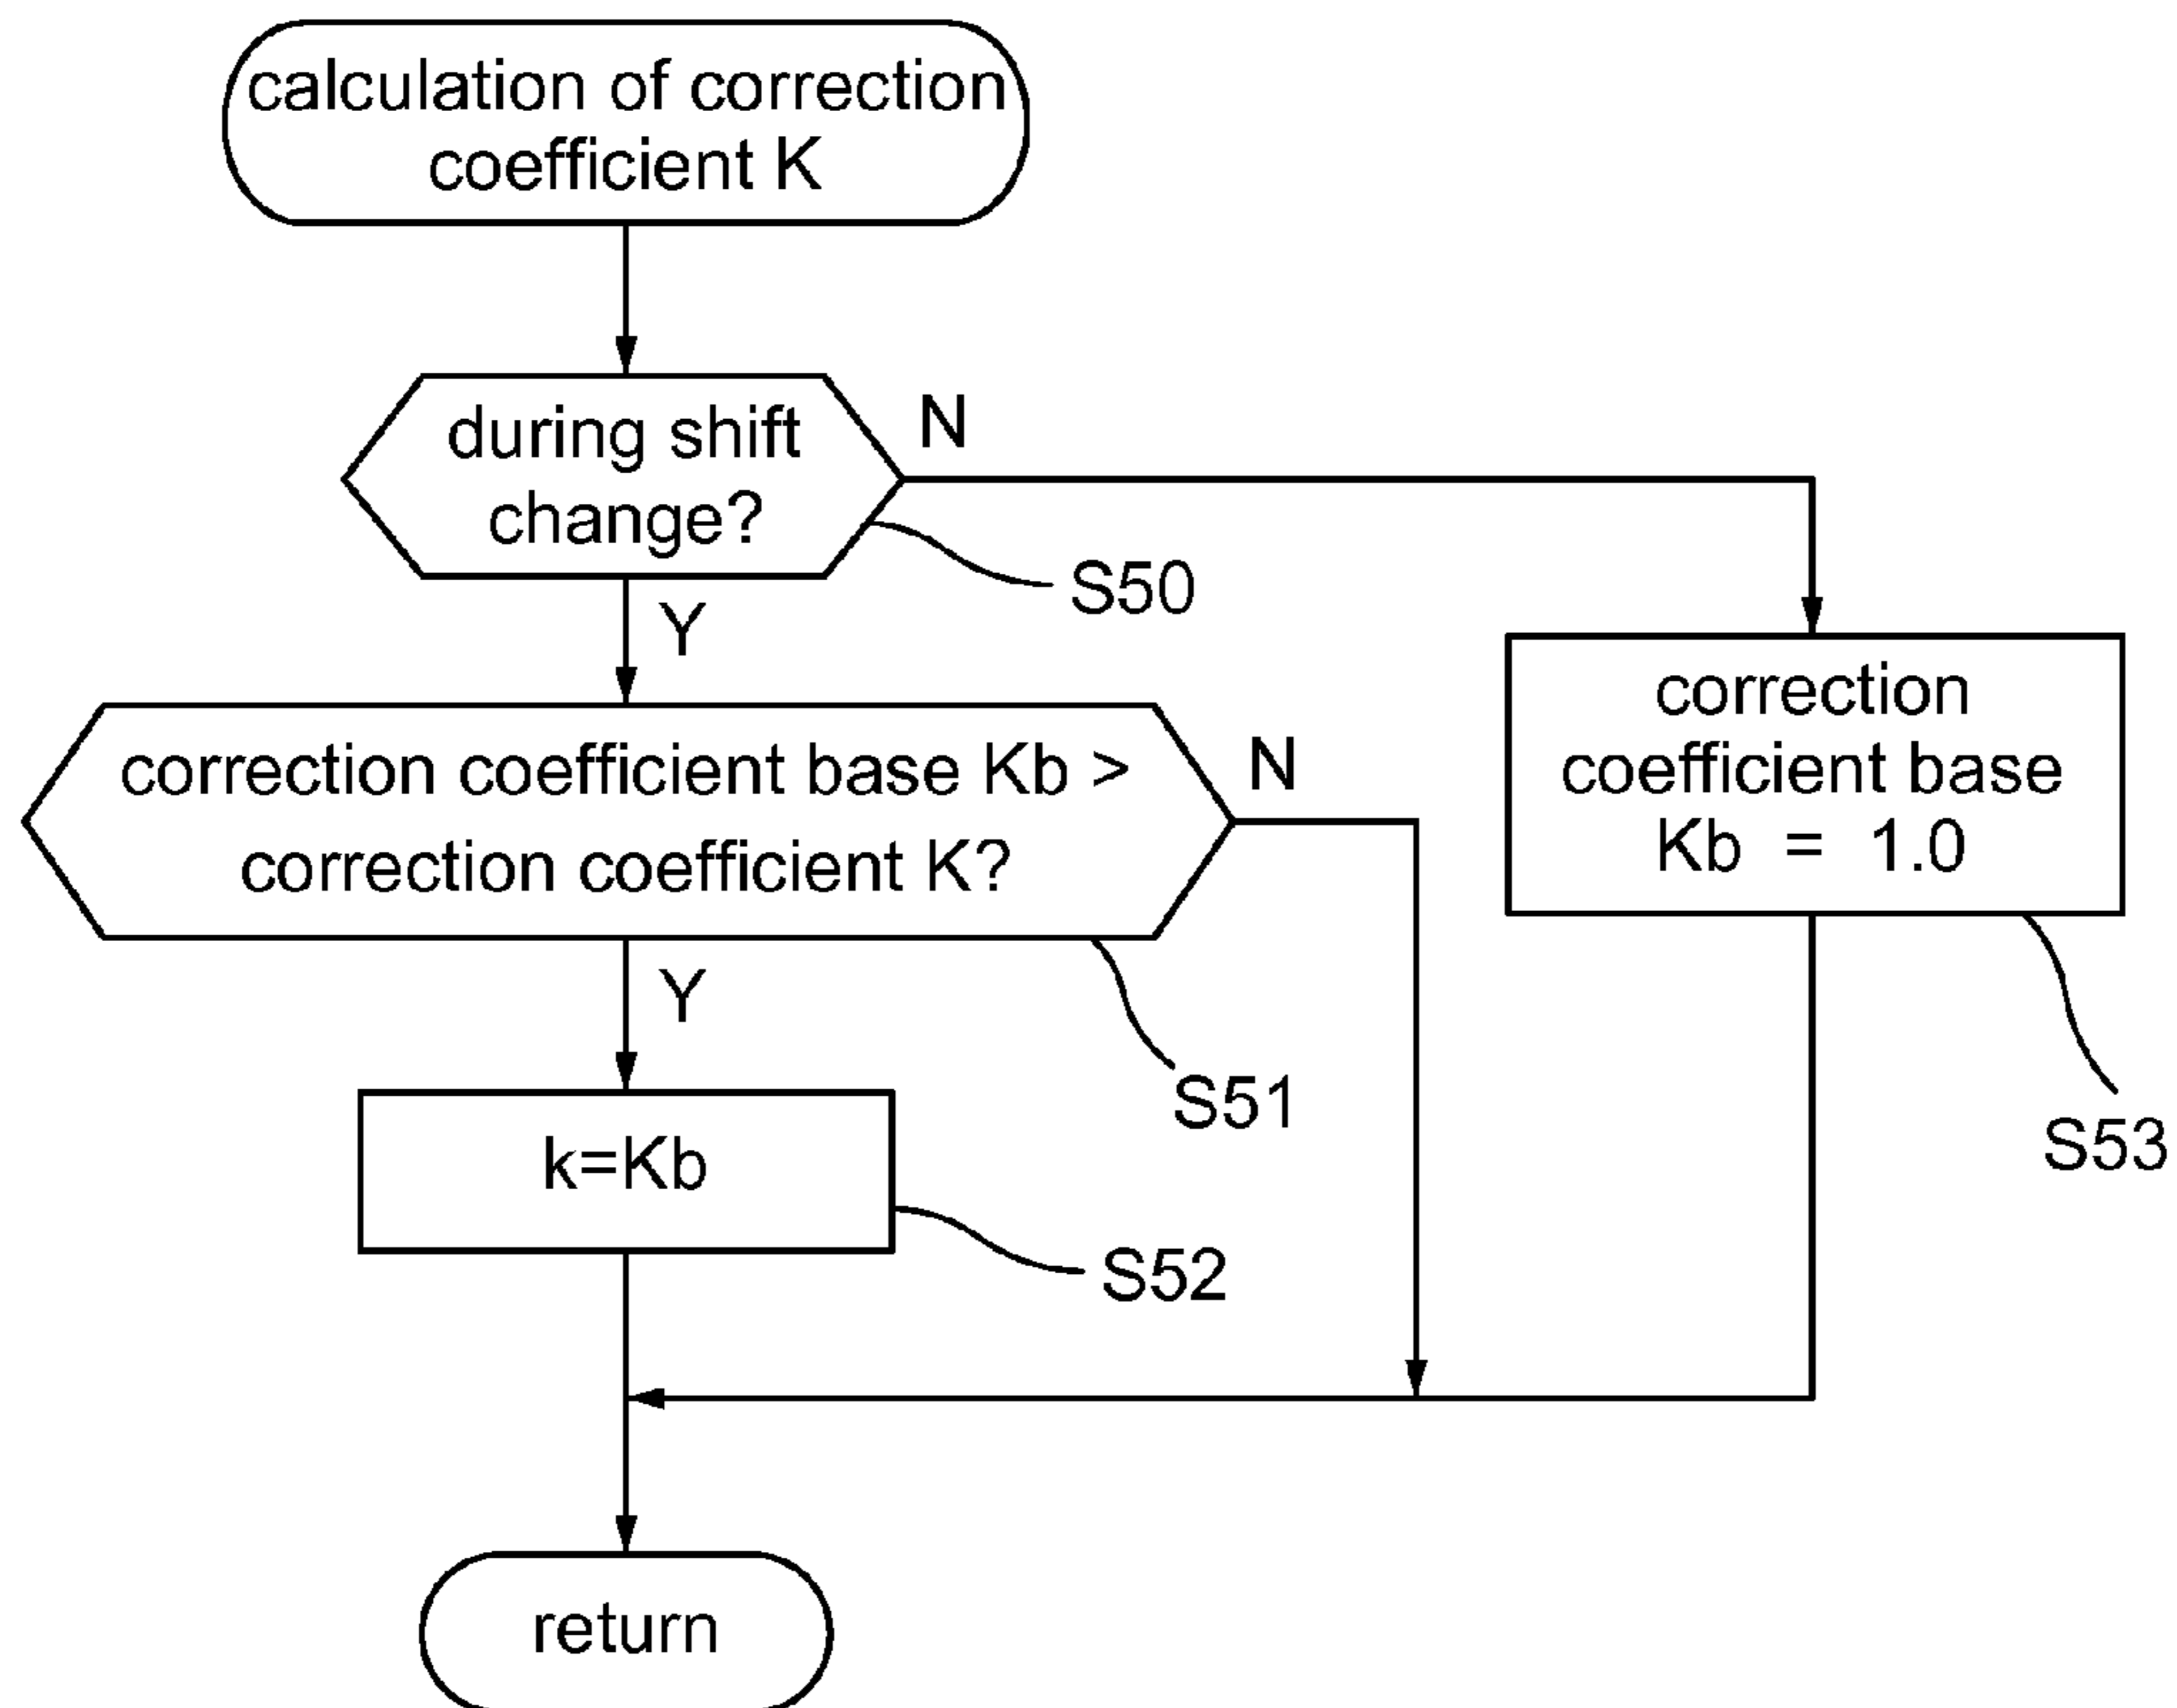 calculation of correction
coefficient K
during shift
change?
N
S50
Y
correction coefficient base Kb >
correction coefficient K?
N
correction
coefficient base
Kb = 1.0
Y
S51
S53
k=Kb
S52
return